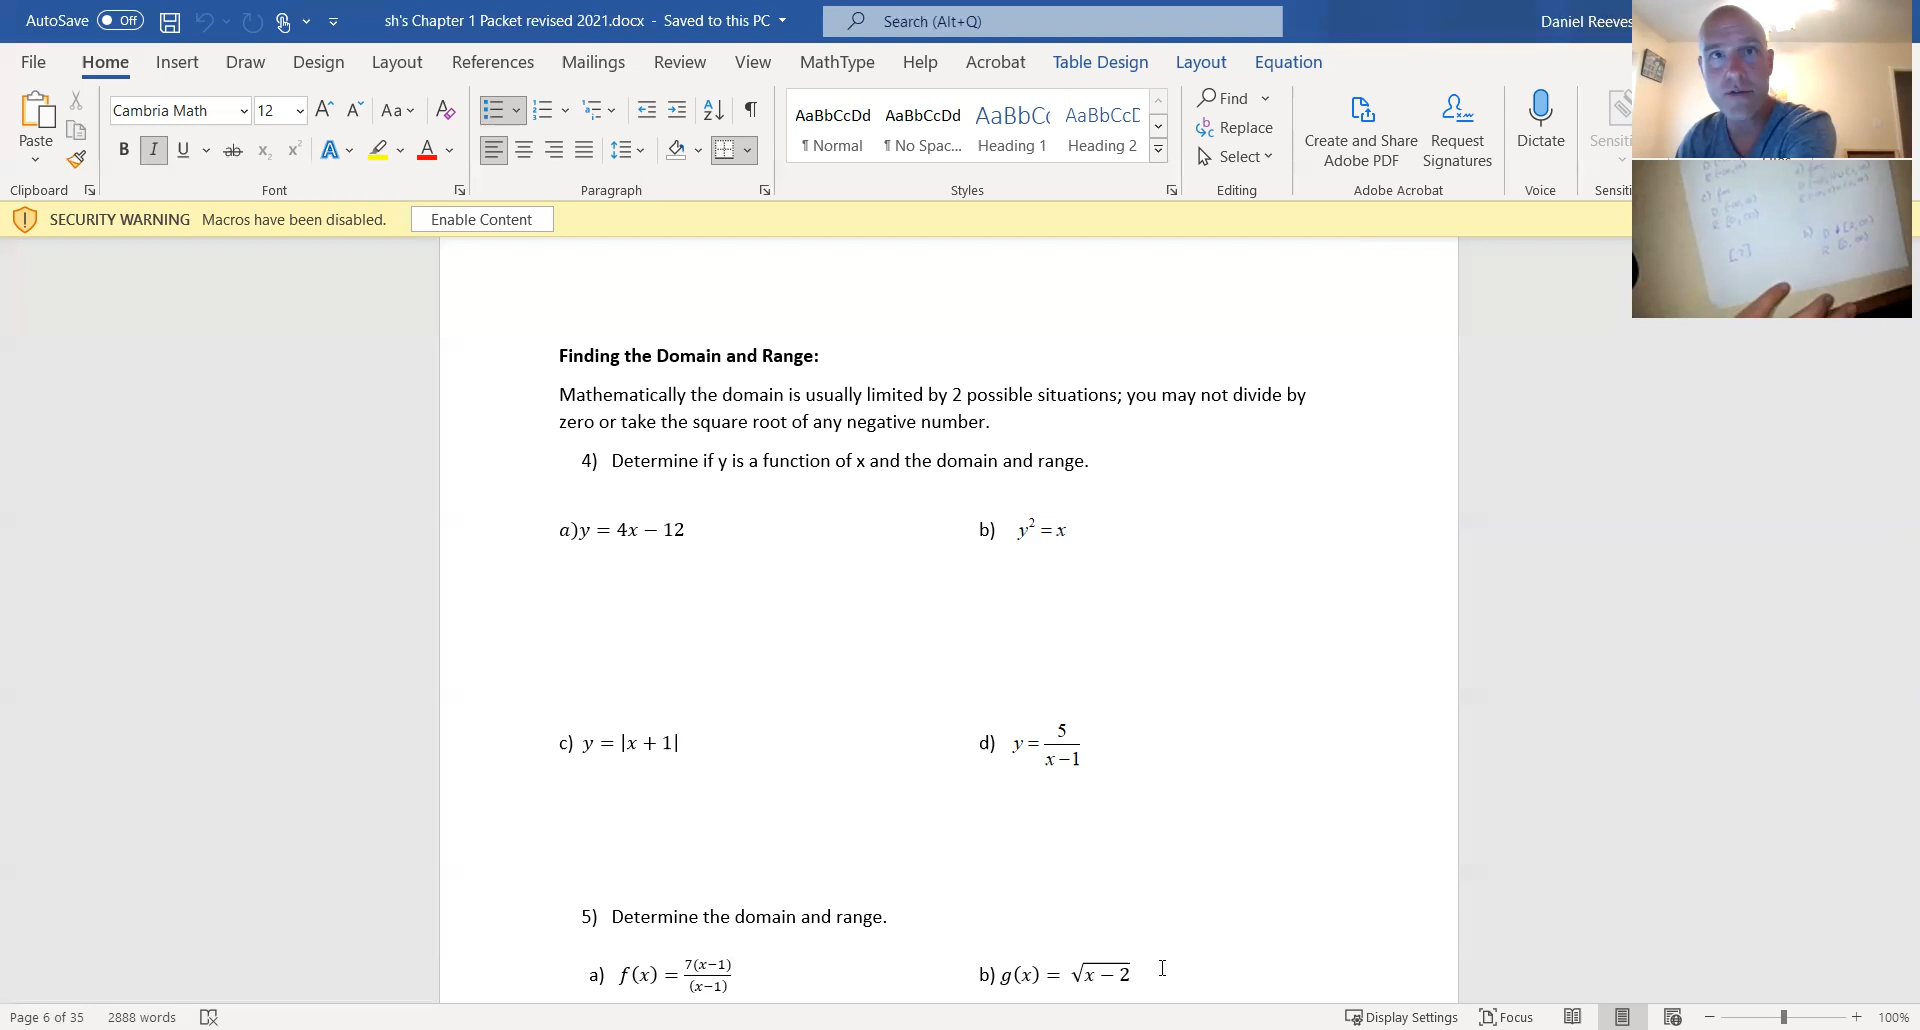 AutoSave Off sh's Chapter 1 Packet revised 2021.docx - Saved to this PC Search (Alt+Q) Daniel Reeves
File Home Insert Draw Design Layout References Mailings Review View MathType Help Acrobat Table Design Layout Equation
Paste Cambria Math 12 Aa
B I U ab x₂ x² A A
AaBbCcDd AaBbCcDd AaBbCc AaBbCcD
¶ Normal ¶ No Spac... Heading 1 Heading 2
Find
Replace
Select
Create and Share Adobe PDF
Request Signatures
Dictate
Sensiti
Clipboard Font Paragraph Styles Editing Adobe Acrobat Voice Sensiti
SECURITY WARNING Macros have been disabled. Enable Content
Finding the Domain and Range:
Mathematically the domain is usually limited by 2 possible situations; you may not divide by
zero or take the square root of any negative number.
4) Determine if y is a function of x and the domain and range.
a)y = 4x − 12 b) y² = x
c) y = |x + 1| d) y = 5/(x−1)
5) Determine the domain and range.
a) f(x) = 7(x−1)/(x−1) b) g(x) = √(x − 2)
Page 6 of 35 2888 words Display Settings Focus 100%